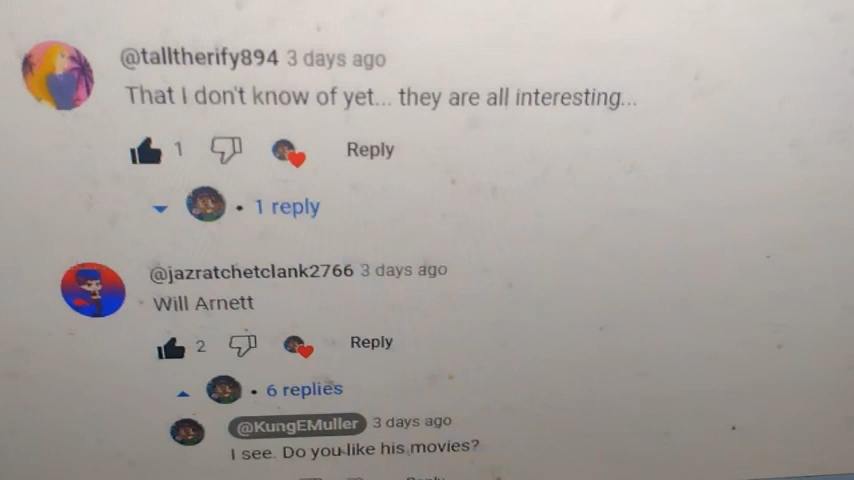 @talltherify894 3 days ago
That I don't know of yet... they are all interesting...
1 Reply
1 reply
@jazratchetclank2766 3 days ago
Will Arnett
2 Reply
• 6 replies
@KungEMuller 3 days ago
I see. Do you like his movies?